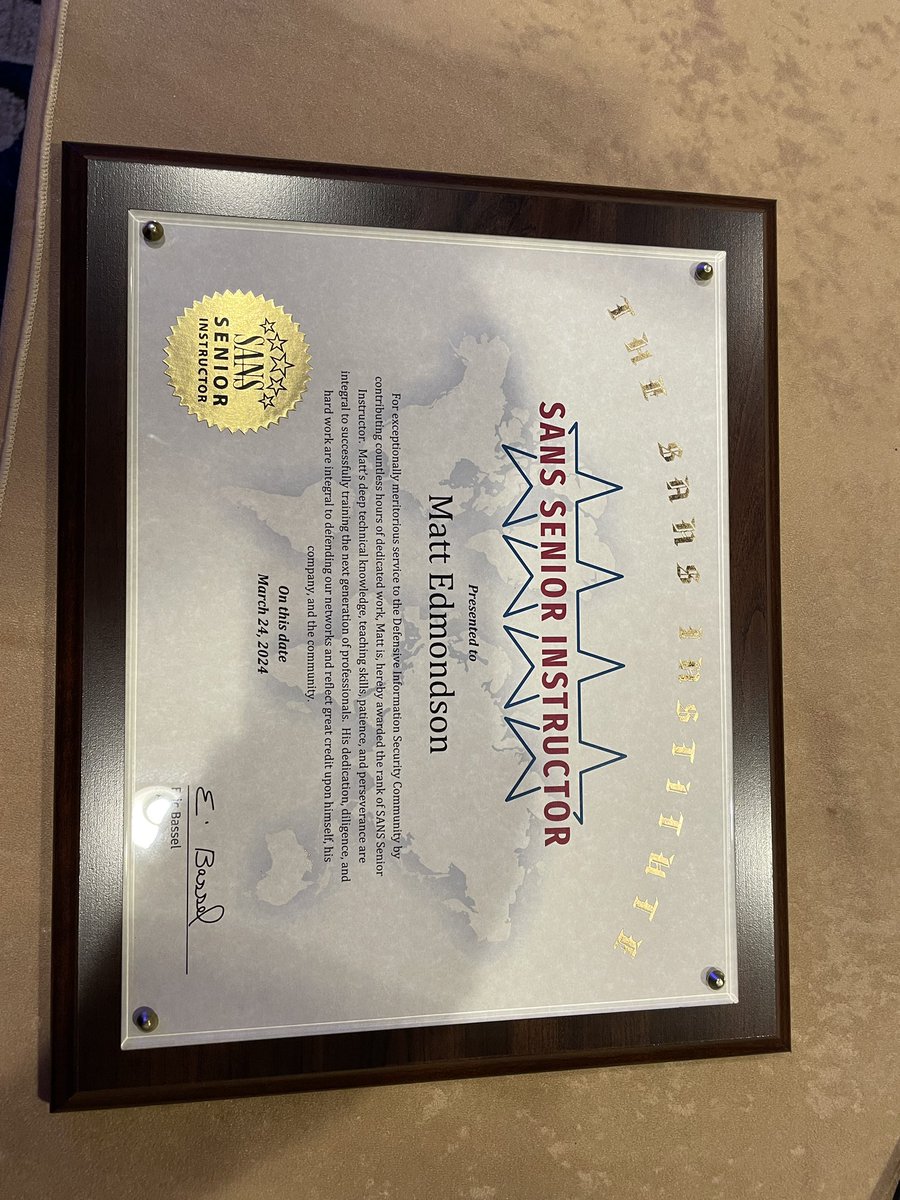 THE SANS INSTITUTE
SANS SENIOR INSTRUCTOR
Presented to
Matt Edmondson
For exceptionally meritorious service to the Defensive Information Security Community by
contributing countless hours of dedicated work, Matt is, hereby awarded the rank of SANS Senior
Instructor. Matt's deep technical knowledge, teaching skills, patience, and perseverance are
integral to successfully training the next generation of professionals. His dedication, diligence, and
hard work are integral to defending our networks and reflect great credit upon himself, his
company, and the community.
On this date
March 24, 2024
SANS
SENIOR
INSTRUCTOR
E. Bassel
Eric Bassel